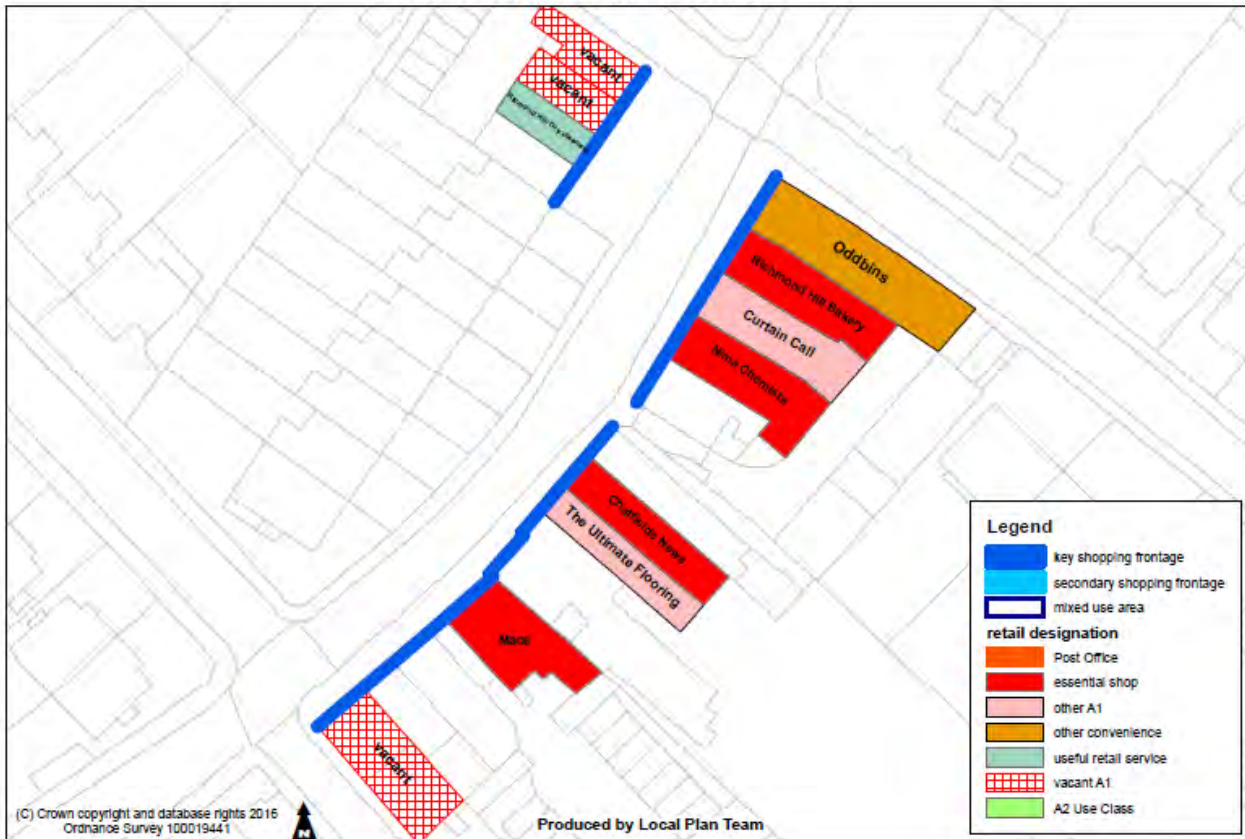 vacant
vacant
Oddbins
Richmond Hill Bakery
Curtain Call
Nima Chemists
Chatfields News
The Ultimate Flooring
Mace
vacant
Legend
key shopping frontage
secondary shopping frontage
mixed use area
retail designation
Post Office
essential shop
other A1
other convenience
useful retail service
vacant A1
A2 Use Class
(C) Crown copyright and database rights 2016
Ordnance Survey 100019441
N
Produced by Local Plan Team